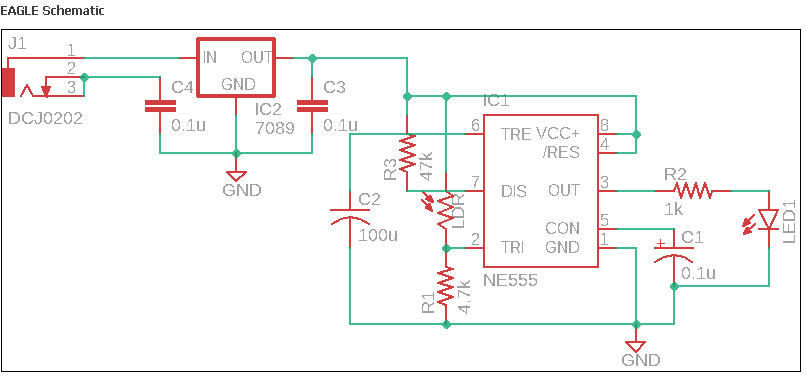 EAGLE Schematic
J1
1
2
3
DCJ0202
C4
0.1u
IN
OUT
GND
IC2
7089
C3
0.1u
GND
IC1
6
TRE
VCC+
8
/RES
4
R3
47k
7
DIS
OUT
3
R2
1k
LED1
LDR
C2
100u
CON
5
2
TRI
GND
1
C1
+
0.1u
R1
4.7k
NE555
GND